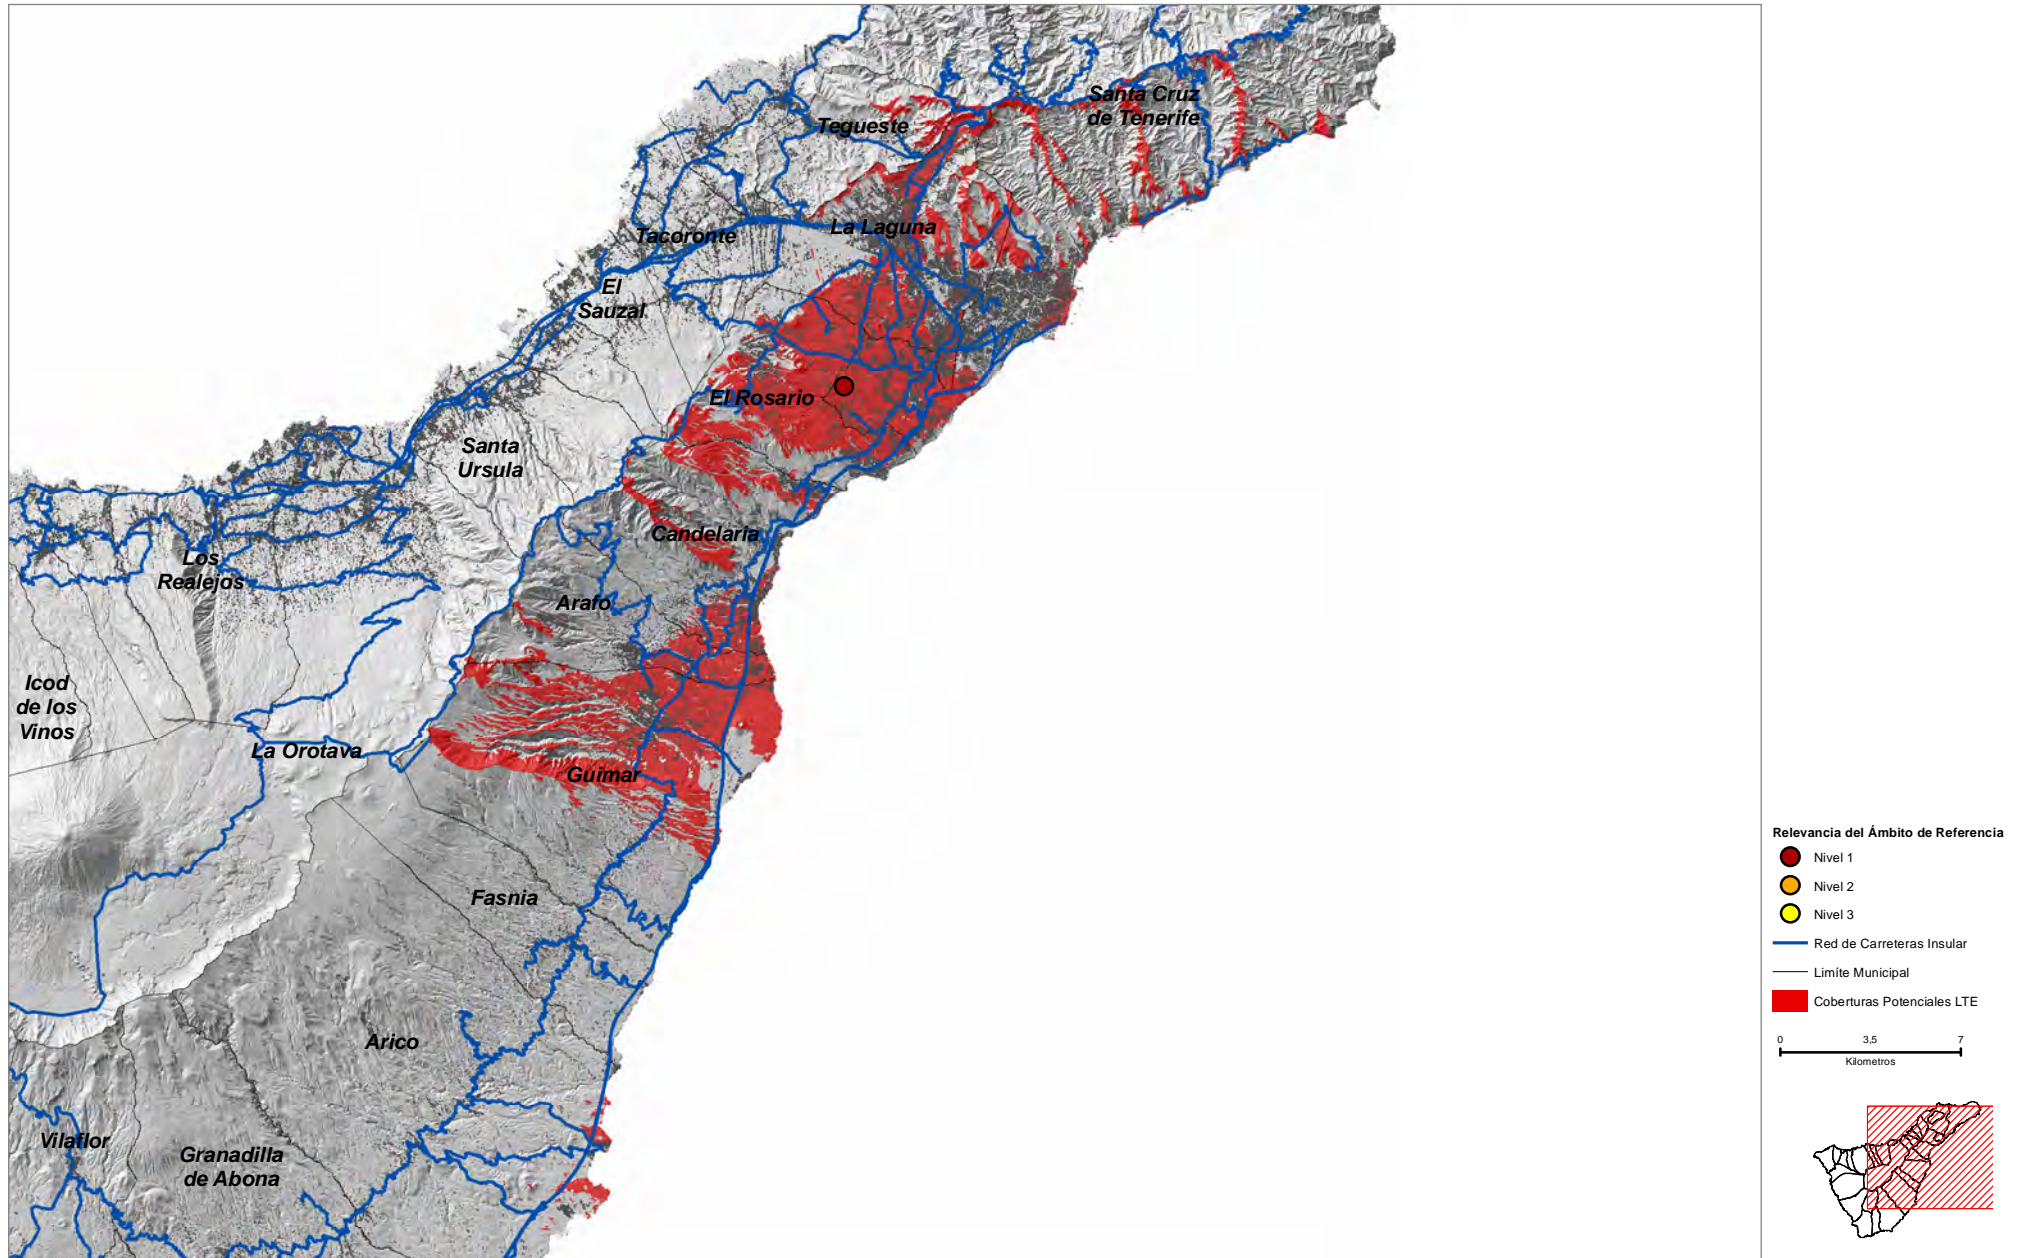 Santa Cruz
de Tenerife
Tegueste
La Laguna
Tacoronte
El
Sauzal
El Rosario
Santa
Ursula
Candelaria
Los
Realejos
Arafo
Icod
de los
Vinos
La Orotava
Guimar
Fasnia
Arico
Vilaflor
Granadilla
de Abona
Relevancia del Ámbito de Referencia
Nivel 1
Nivel 2
Nivel 3
Red de Carreteras Insular
Limíte Municipal
Coberturas Potenciales LTE
0 3,5 7
Kilometros